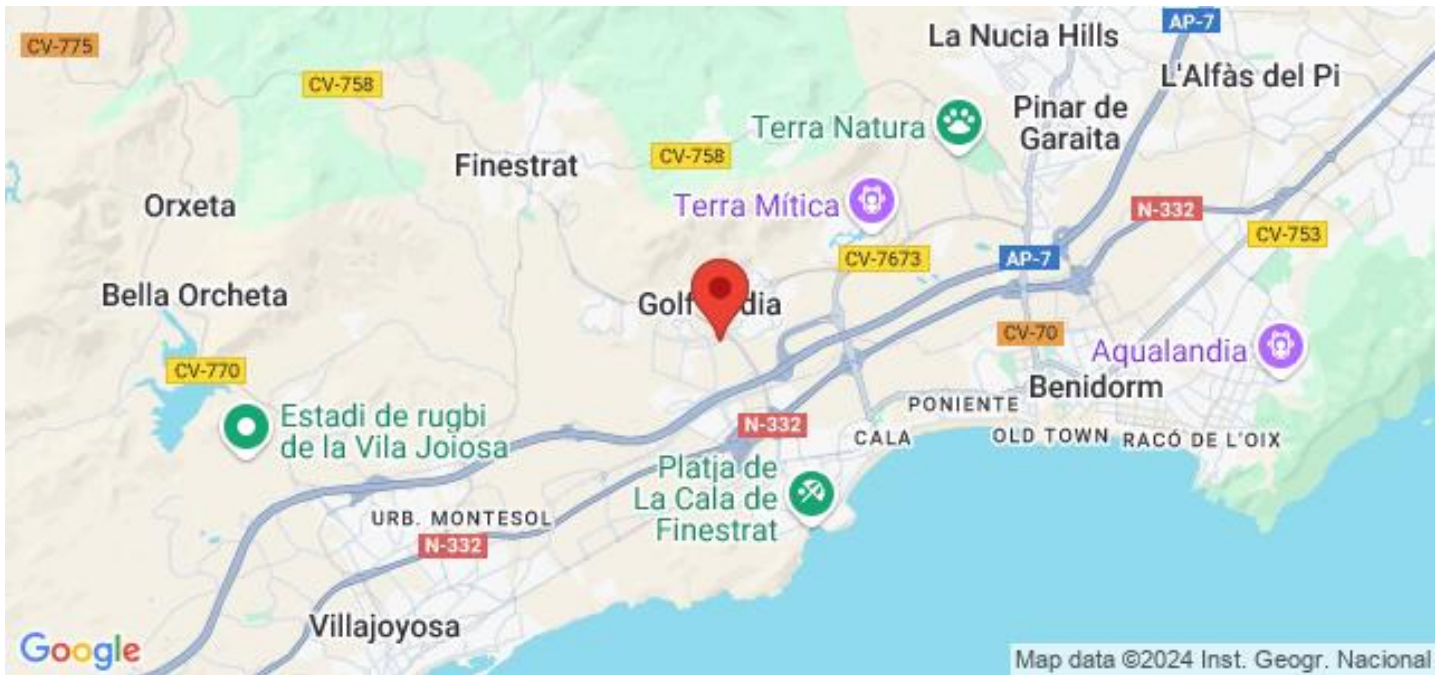 AP-7
La Nucia Hills
CV-775
L'Alfàs del Pi
CV-758
Pinar de
Garaita
Terra Natura
CV-758
Finestrat
Orxeta
Terra Mítica
N-332
CV-753
CV-7673
AP-7
Bella Orcheta
Golf dia
CV-70
Aqualandia
CV-770
Benidorm
PONIENTE
Estadi de rugbi
de la Vila Joiosa
N-332
CALA
OLD TOWN
RACÓ DE L'OIX
Platja de
La Cala de
Finestrat
URB. MONTESOL
N-332
Villajoyosa
Google
Map data ©2024 Inst. Geogr. Nacional